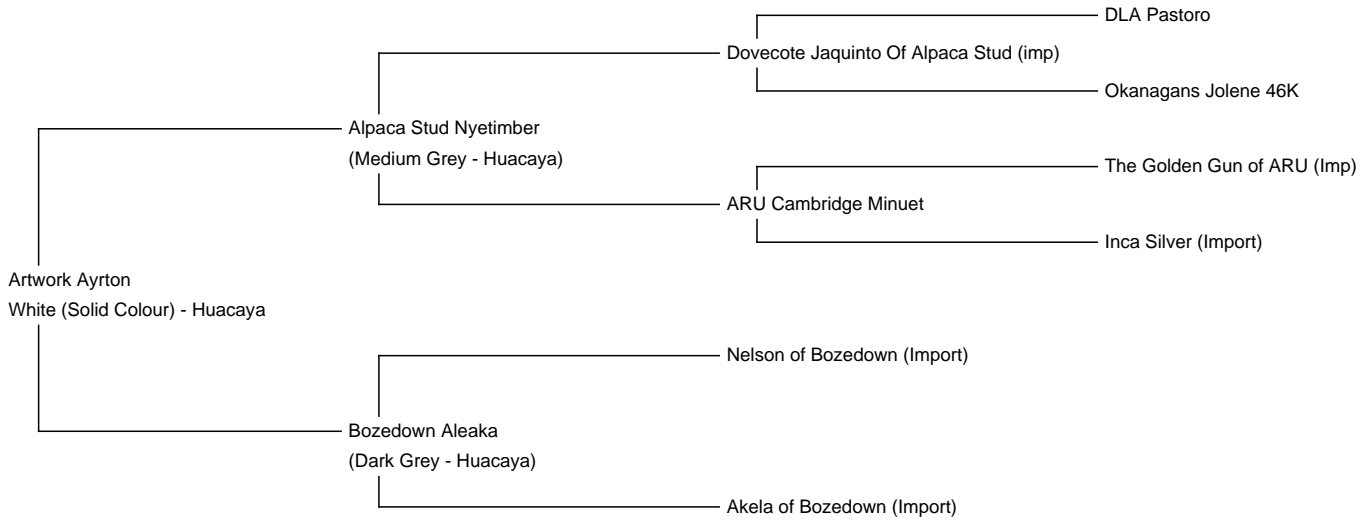 DLA Pastoro
Dovecote Jaquinto Of Alpaca Stud (imp)
Okanagans Jolene 46K
Alpaca Stud Nyetimber
(Medium Grey - Huacaya)
The Golden Gun of ARU (Imp)
ARU Cambridge Minuet
Inca Silver (Import)
Artwork Ayrton
White (Solid Colour) - Huacaya
Nelson of Bozedown (Import)
Bozedown Aleaka
(Dark Grey - Huacaya)
Akela of Bozedown (Import)